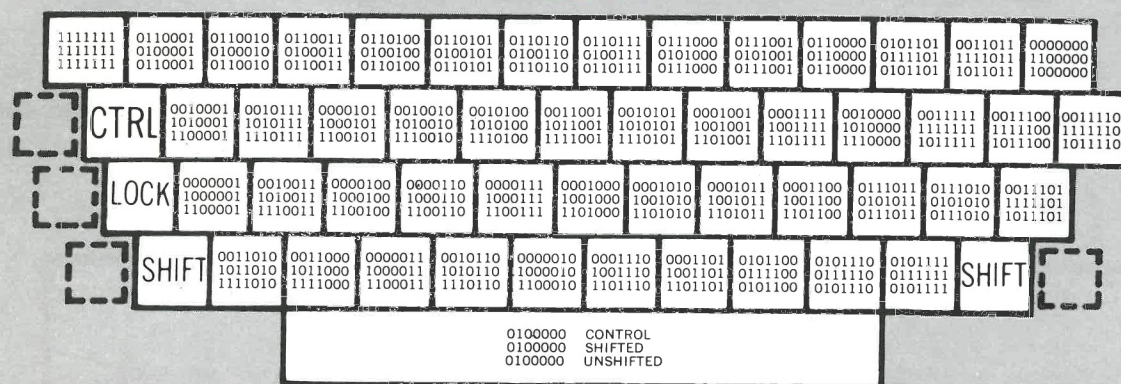 1111111 0110001 0110010 0110011 0110100 0110101 0110110 0110111 0111000 0111001 0110000 0101101 0011011 0000000
1111111 0100001 0100010 0100011 0100100 0100101 0100110 0100111 0101000 0101001 0110000 0111101 1111011 1100000
1111111 0110001 0110010 0110011 0110100 0110101 0110110 0110111 0111000 0111001 0110000 0101101 1011011 1000000
0010001 0010111 0000101 0010010 0010100 0011001 0010101 0001001 0001111 0010000 0011111 0011100 0011110
CTRL 1010001 1010111 1000101 1010010 1010100 1011001 1010101 1001001 1001111 1010000 1111111 1111100 1111110
1100001 1110111 1100101 1110010 1110100 1111001 1110101 1101001 1101111 1110000 1011111 1011100 1011110
0000001 0010011 0000100 0000110 0000111 0001000 0001010 0001011 0001100 0111011 0111010 0011101
LOCK 1000001 1010011 1000100 1000110 1000111 1001000 1001010 1001011 1001100 0101011 0101010 1111101
1100001 1110011 1100100 1100110 1100111 1101000 1101010 1101011 1101100 0111011 0111010 1011101
0011010 0011000 0000011 0010110 0000010 0001110 0001101 0101100 0101110 0101111
SHIFT 1011010 1011000 1000011 1010110 1000010 1001110 1001101 0111100 0111110 0111111 SHIFT
1111010 1111000 1100011 1110110 1100010 1101110 1101101 0101100 0101110 0101111
0100000 CONTROL
0100000 SHIFTED
0100000 UNSHIFTED